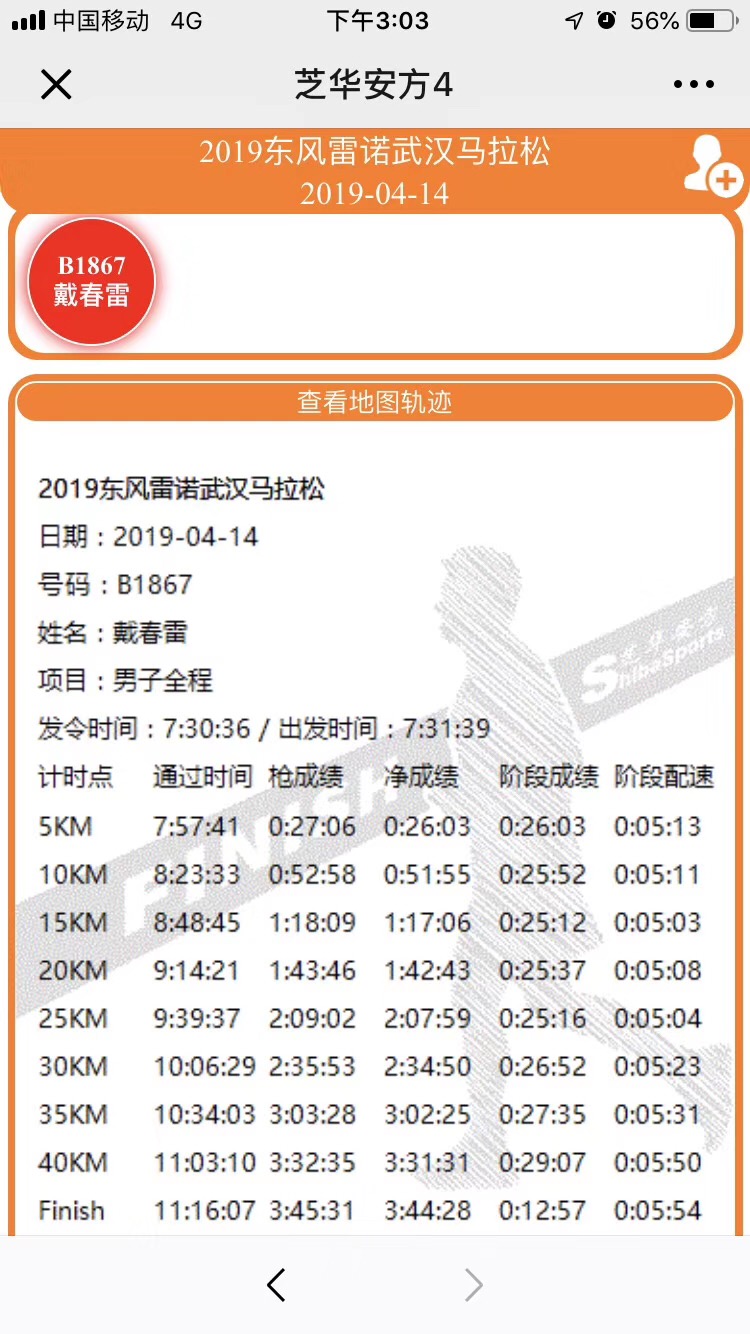 中国移动 4G 下午3:03 56%
芝华安方4
2019东风雷诺武汉马拉松
2019-04-14
B1867
戴春雷
查看地图轨迹
2019东风雷诺武汉马拉松
日期：2019-04-14
号码：B1867
姓名：戴春雷
项目：男子全程
发令时间：7:30:36 / 出发时间：7:31:39
计时点 通过时间 枪成绩 净成绩 阶段成绩 阶段配速
5KM 7:57:41 0:27:06 0:26:03 0:26:03 0:05:13
10KM 8:23:33 0:52:58 0:51:55 0:25:52 0:05:11
15KM 8:48:45 1:18:09 1:17:06 0:25:12 0:05:03
20KM 9:14:21 1:43:46 1:42:43 0:25:37 0:05:08
25KM 9:39:37 2:09:02 2:07:59 0:25:16 0:05:04
30KM 10:06:29 2:35:53 2:34:50 0:26:52 0:05:23
35KM 10:34:03 3:03:28 3:02:25 0:27:35 0:05:31
40KM 11:03:10 3:32:35 3:31:31 0:29:07 0:05:50
Finish 11:16:07 3:45:31 3:44:28 0:12:57 0:05:54
FINISH
芝华安方
ShibaSports